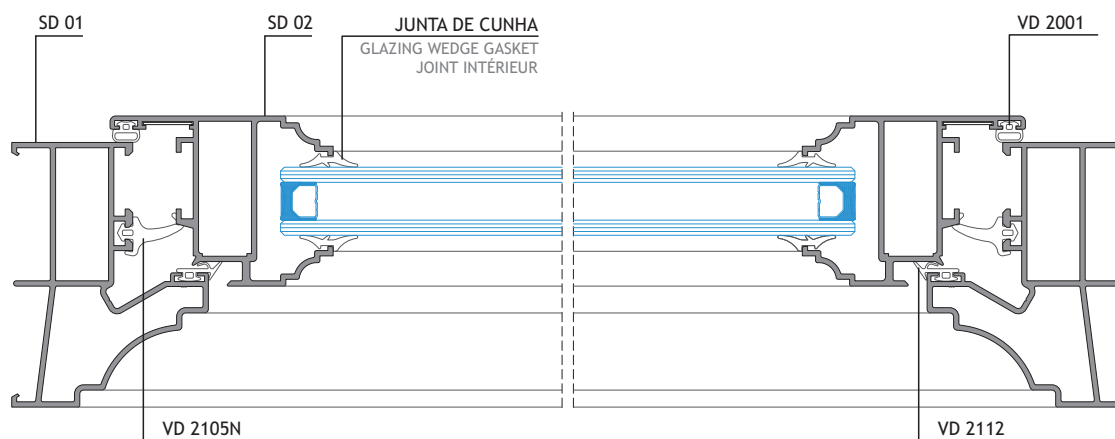 SD 01
SD 02
JUNTA DE CUNHA
GLAZING WEDGE GASKET
JOINT INTÉRIEUR
VD 2001
VD 2105N
VD 2112